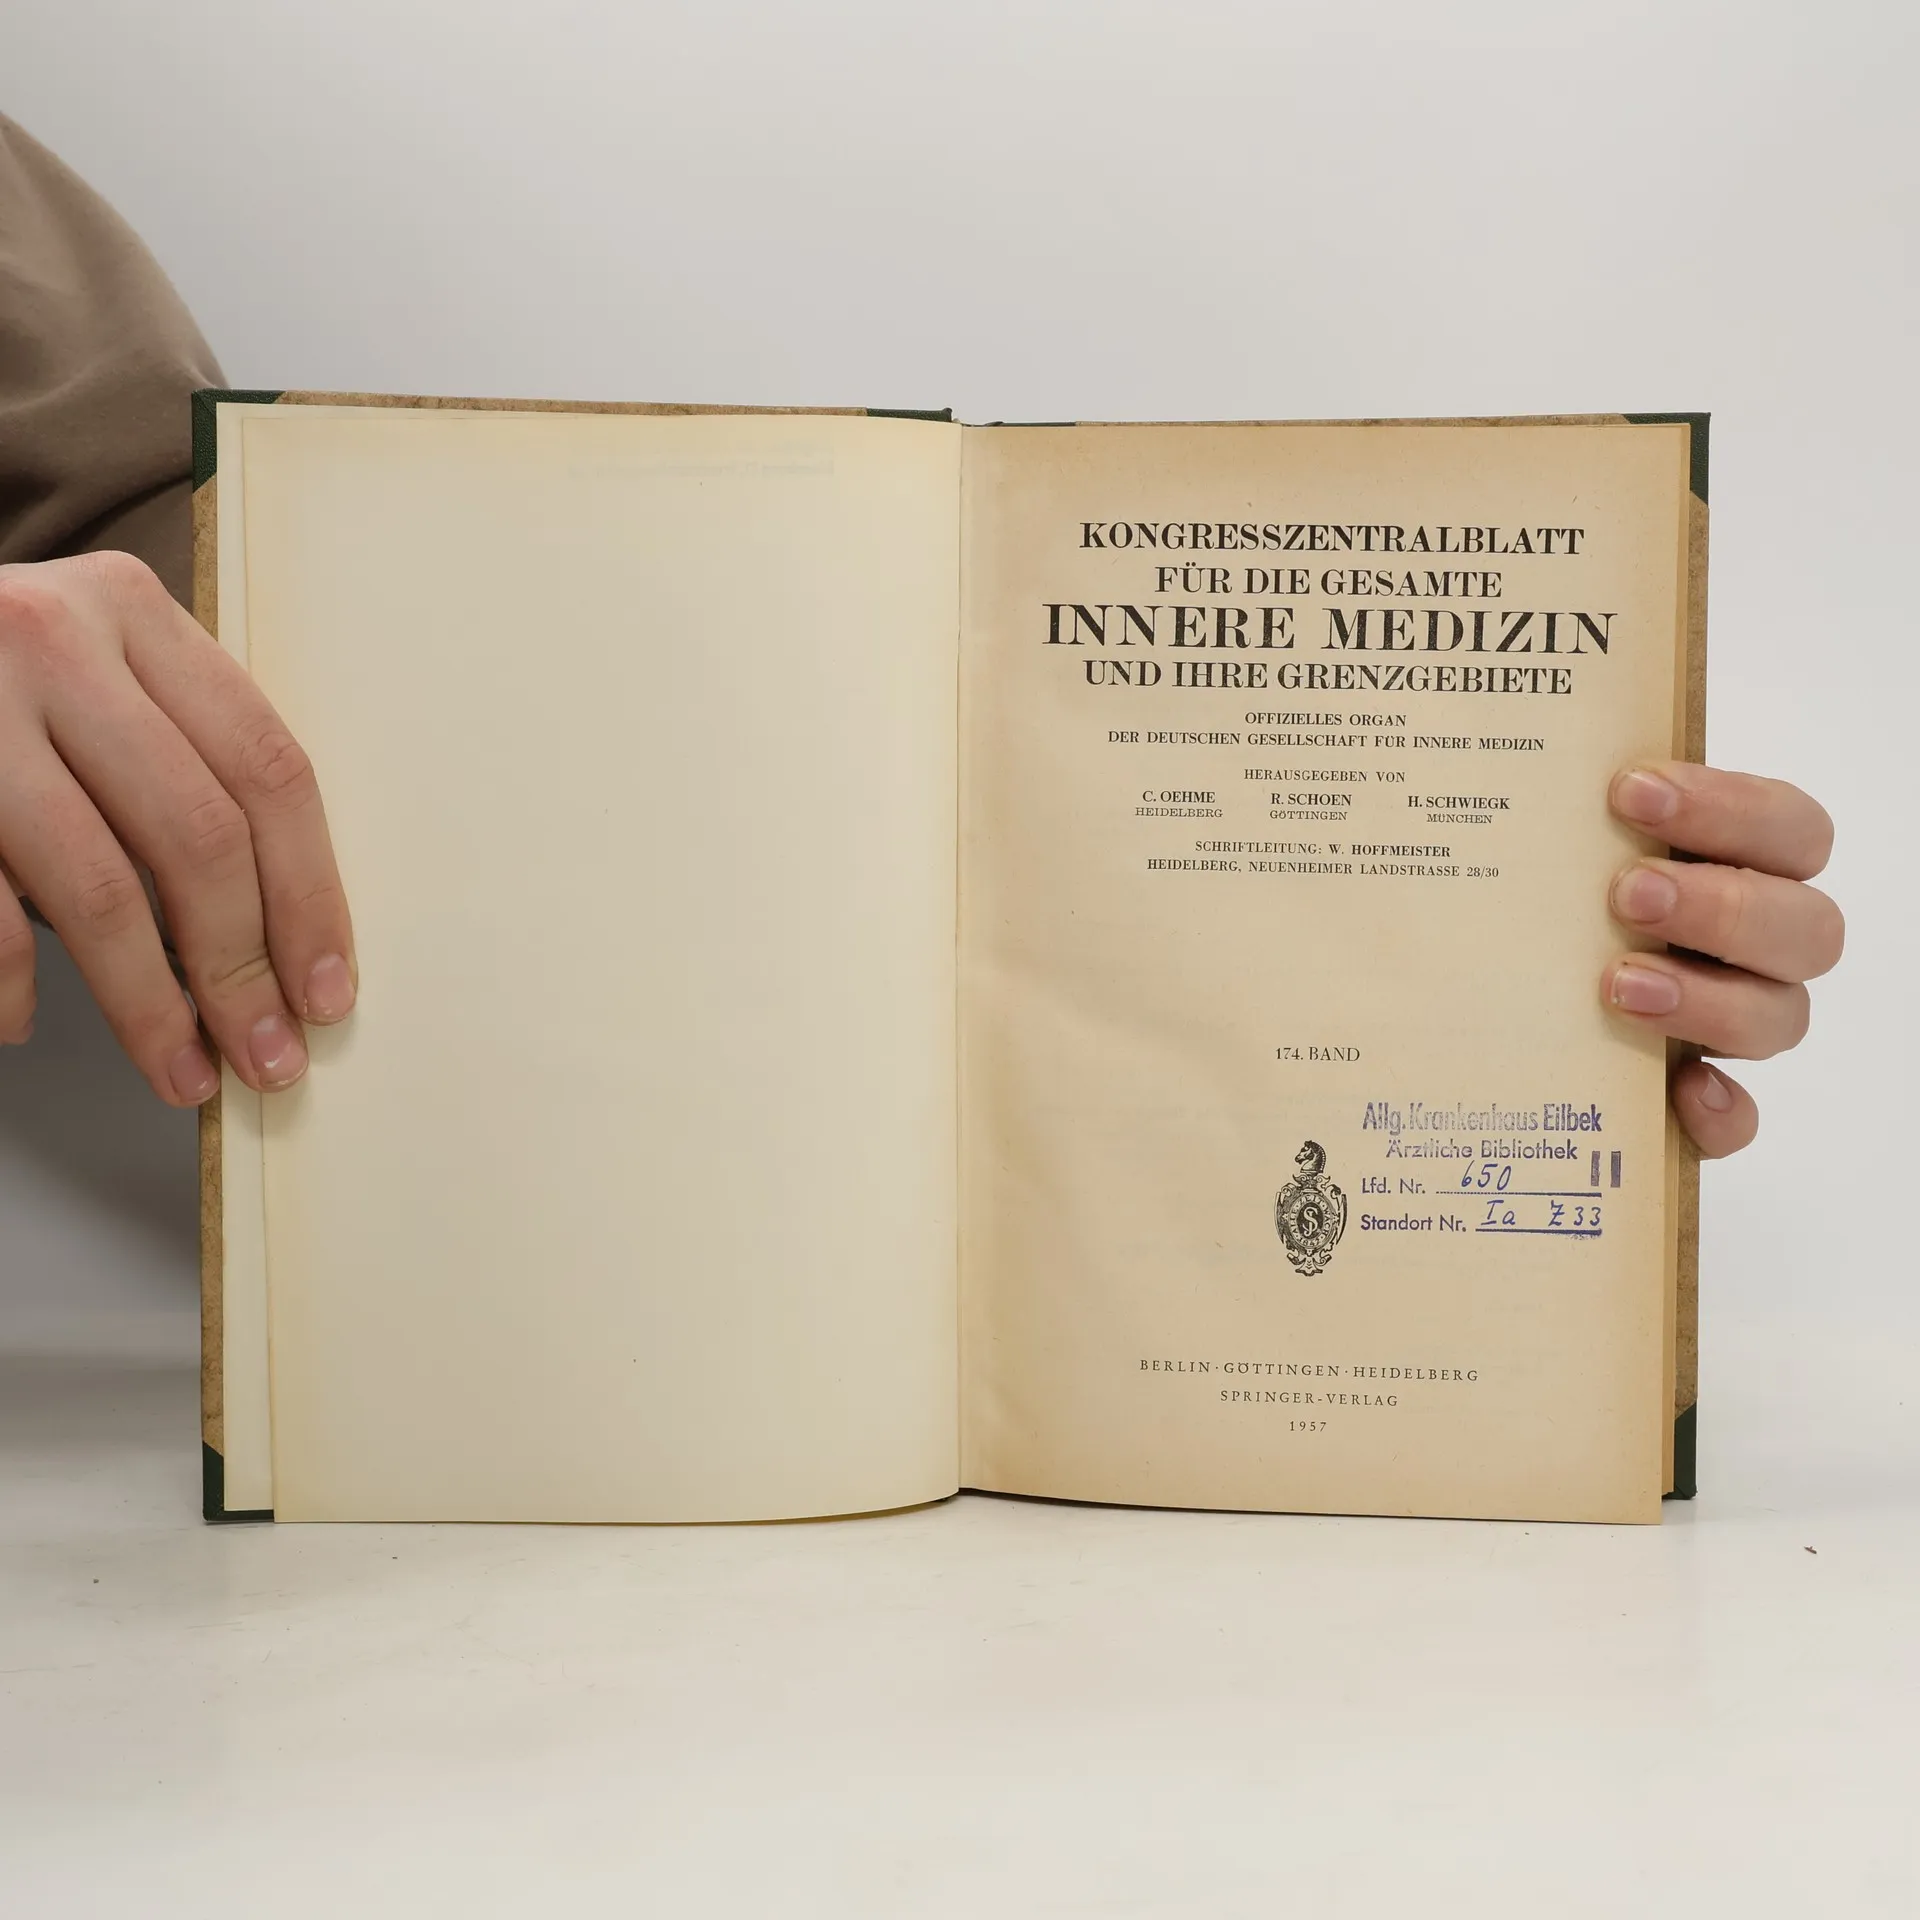 KONGRESSZENTRALBLATT
FÜR DIE GESAMTE
INNERE MEDIZIN
UND IHRE GRENZGEBIETE
OFFIZIELLES ORGAN
DER DEUTSCHEN GESELLSCHAFT FÜR INNERE MEDIZIN
HERAUSGEGEBEN VON
C. OEHME R. SCHOEN H. SCHWIEGK
HEIDELBERG GÖTTINGEN MÜNCHEN
SCHRIFTLEITUNG: W. HOFFMEISTER
HEIDELBERG, NEUENHEIMER LANDSTRASSE 28/30
174. BAND
Allg. Krankenhaus Eilbek
Ärztliche Bibliothek II
Lfd. Nr. 650
Standort Nr. Ia Z 33
BERLIN · GÖTTINGEN · HEIDELBERG
SPRINGER-VERLAG
1957